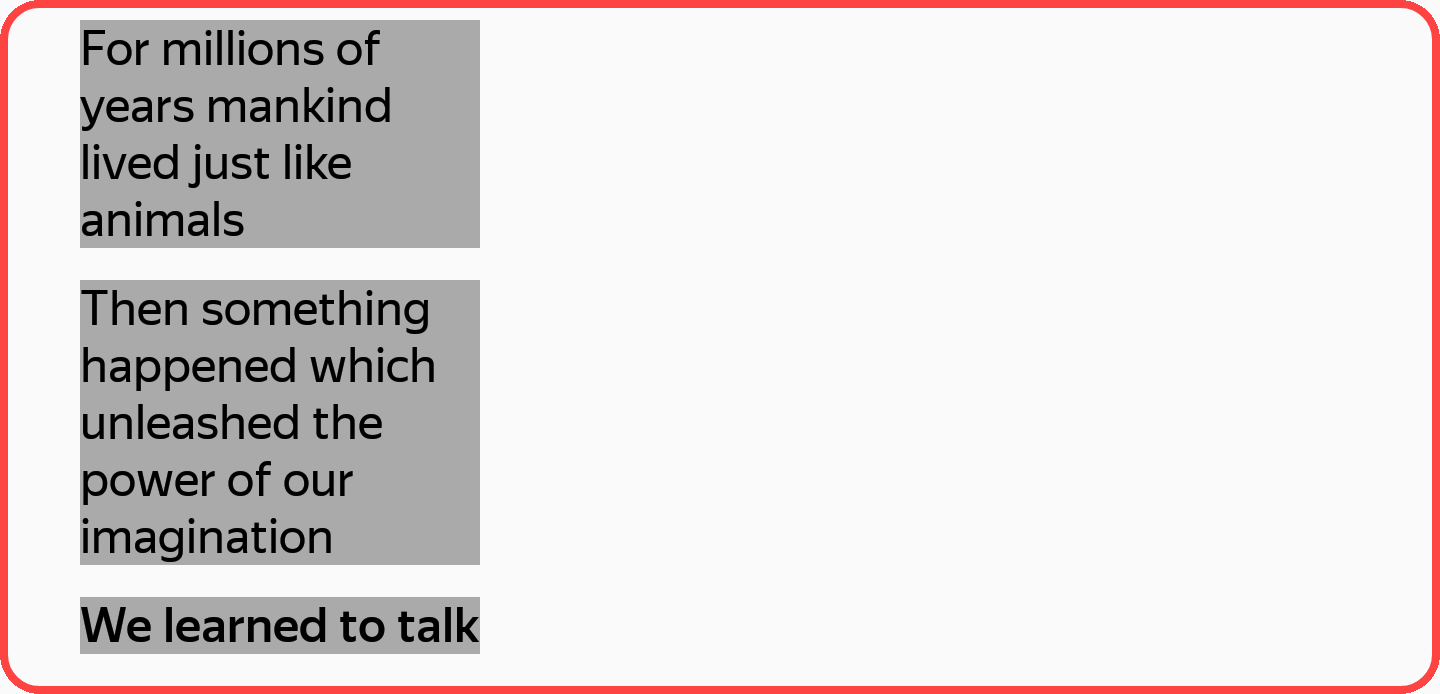 For millions of
years mankind
lived just like
animals
Then something
happened which
unleashed the
power of our
imagination
We learned to talk